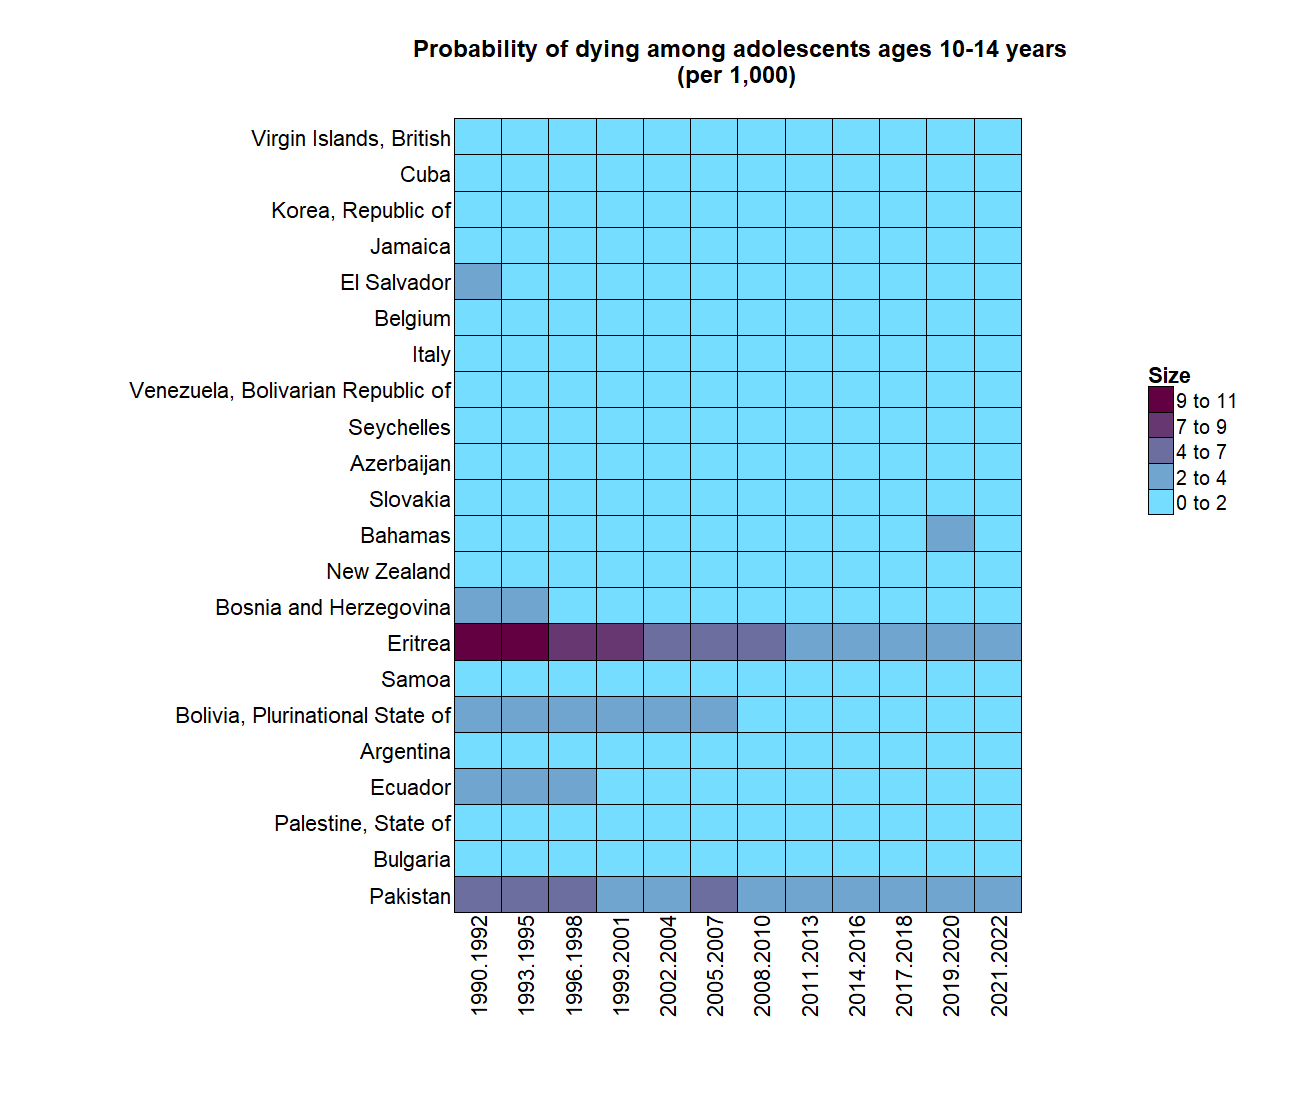 Probability of dying among adolescents ages 10-14 years
(per 1,000)
Virgin Islands, British
Cuba
Korea, Republic of
Jamaica
El Salvador
Belgium
Italy
Venezuela, Bolivarian Republic of
Seychelles
Azerbaijan
Slovakia
Bahamas
New Zealand
Bosnia and Herzegovina
Eritrea
Samoa
Bolivia, Plurinational State of
Argentina
Ecuador
Palestine, State of
Bulgaria
Pakistan
1990.1992
1993.1995
1996.1998
1999.2001
2002.2004
2005.2007
2008.2010
2011.2013
2014.2016
2017.2018
2019.2020
2021.2022
Size
9 to 11
7 to 9
4 to 7
2 to 4
0 to 2